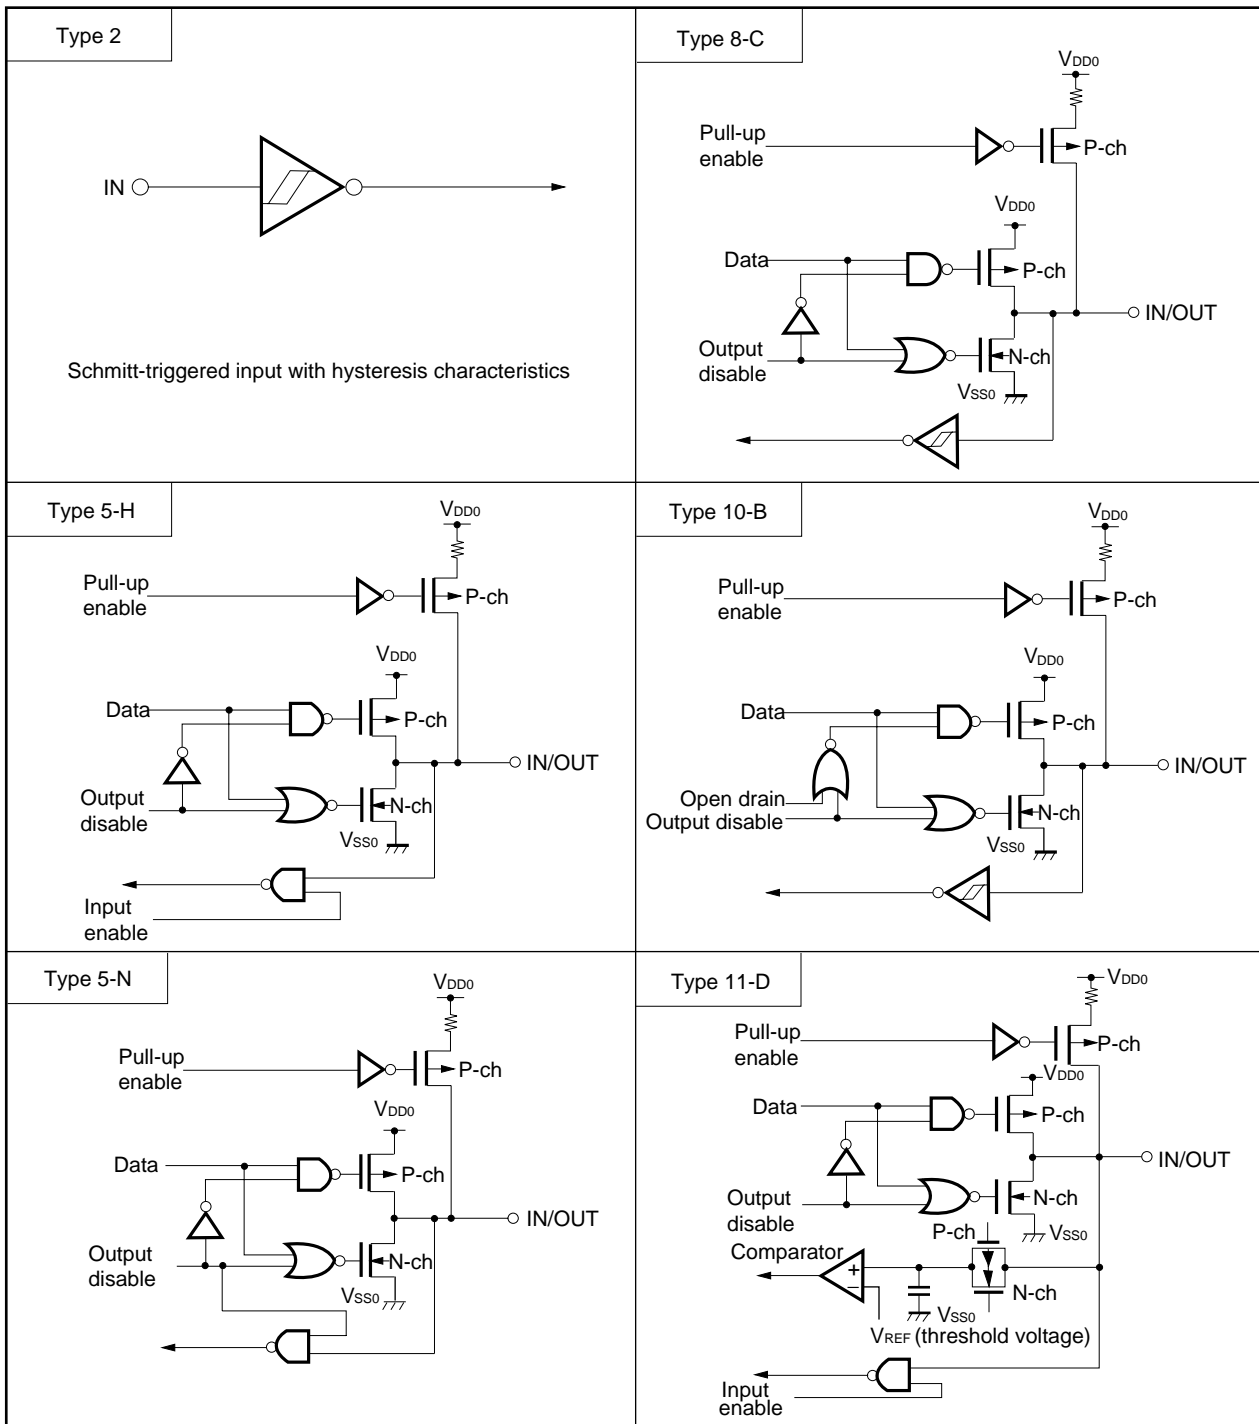 Type 2
IN
Schmitt-triggered input with hysteresis characteristics
Type 8-C
VDD0
Pull-up
enable
P-ch
VDD0
Data
P-ch
IN/OUT
Output
disable
N-ch
VSS0
Type 5-H
VDD0
Pull-up
enable
P-ch
VDD0
Data
P-ch
IN/OUT
Output
disable
N-ch
VSS0
Input
enable
Type 10-B
VDD0
Pull-up
enable
P-ch
VDD0
Data
P-ch
IN/OUT
Open drain
Output disable
N-ch
VSS0
Type 5-N
VDD0
Pull-up
enable
P-ch
VDD0
Data
P-ch
IN/OUT
Output
disable
N-ch
VSS0
Type 11-D
VDD0
Pull-up
enable
P-ch
VDD0
Data
P-ch
IN/OUT
Output
disable
N-ch
P-ch
VSS0
Comparator
+
−
N-ch
VSS0
VREF (threshold voltage)
Input
enable